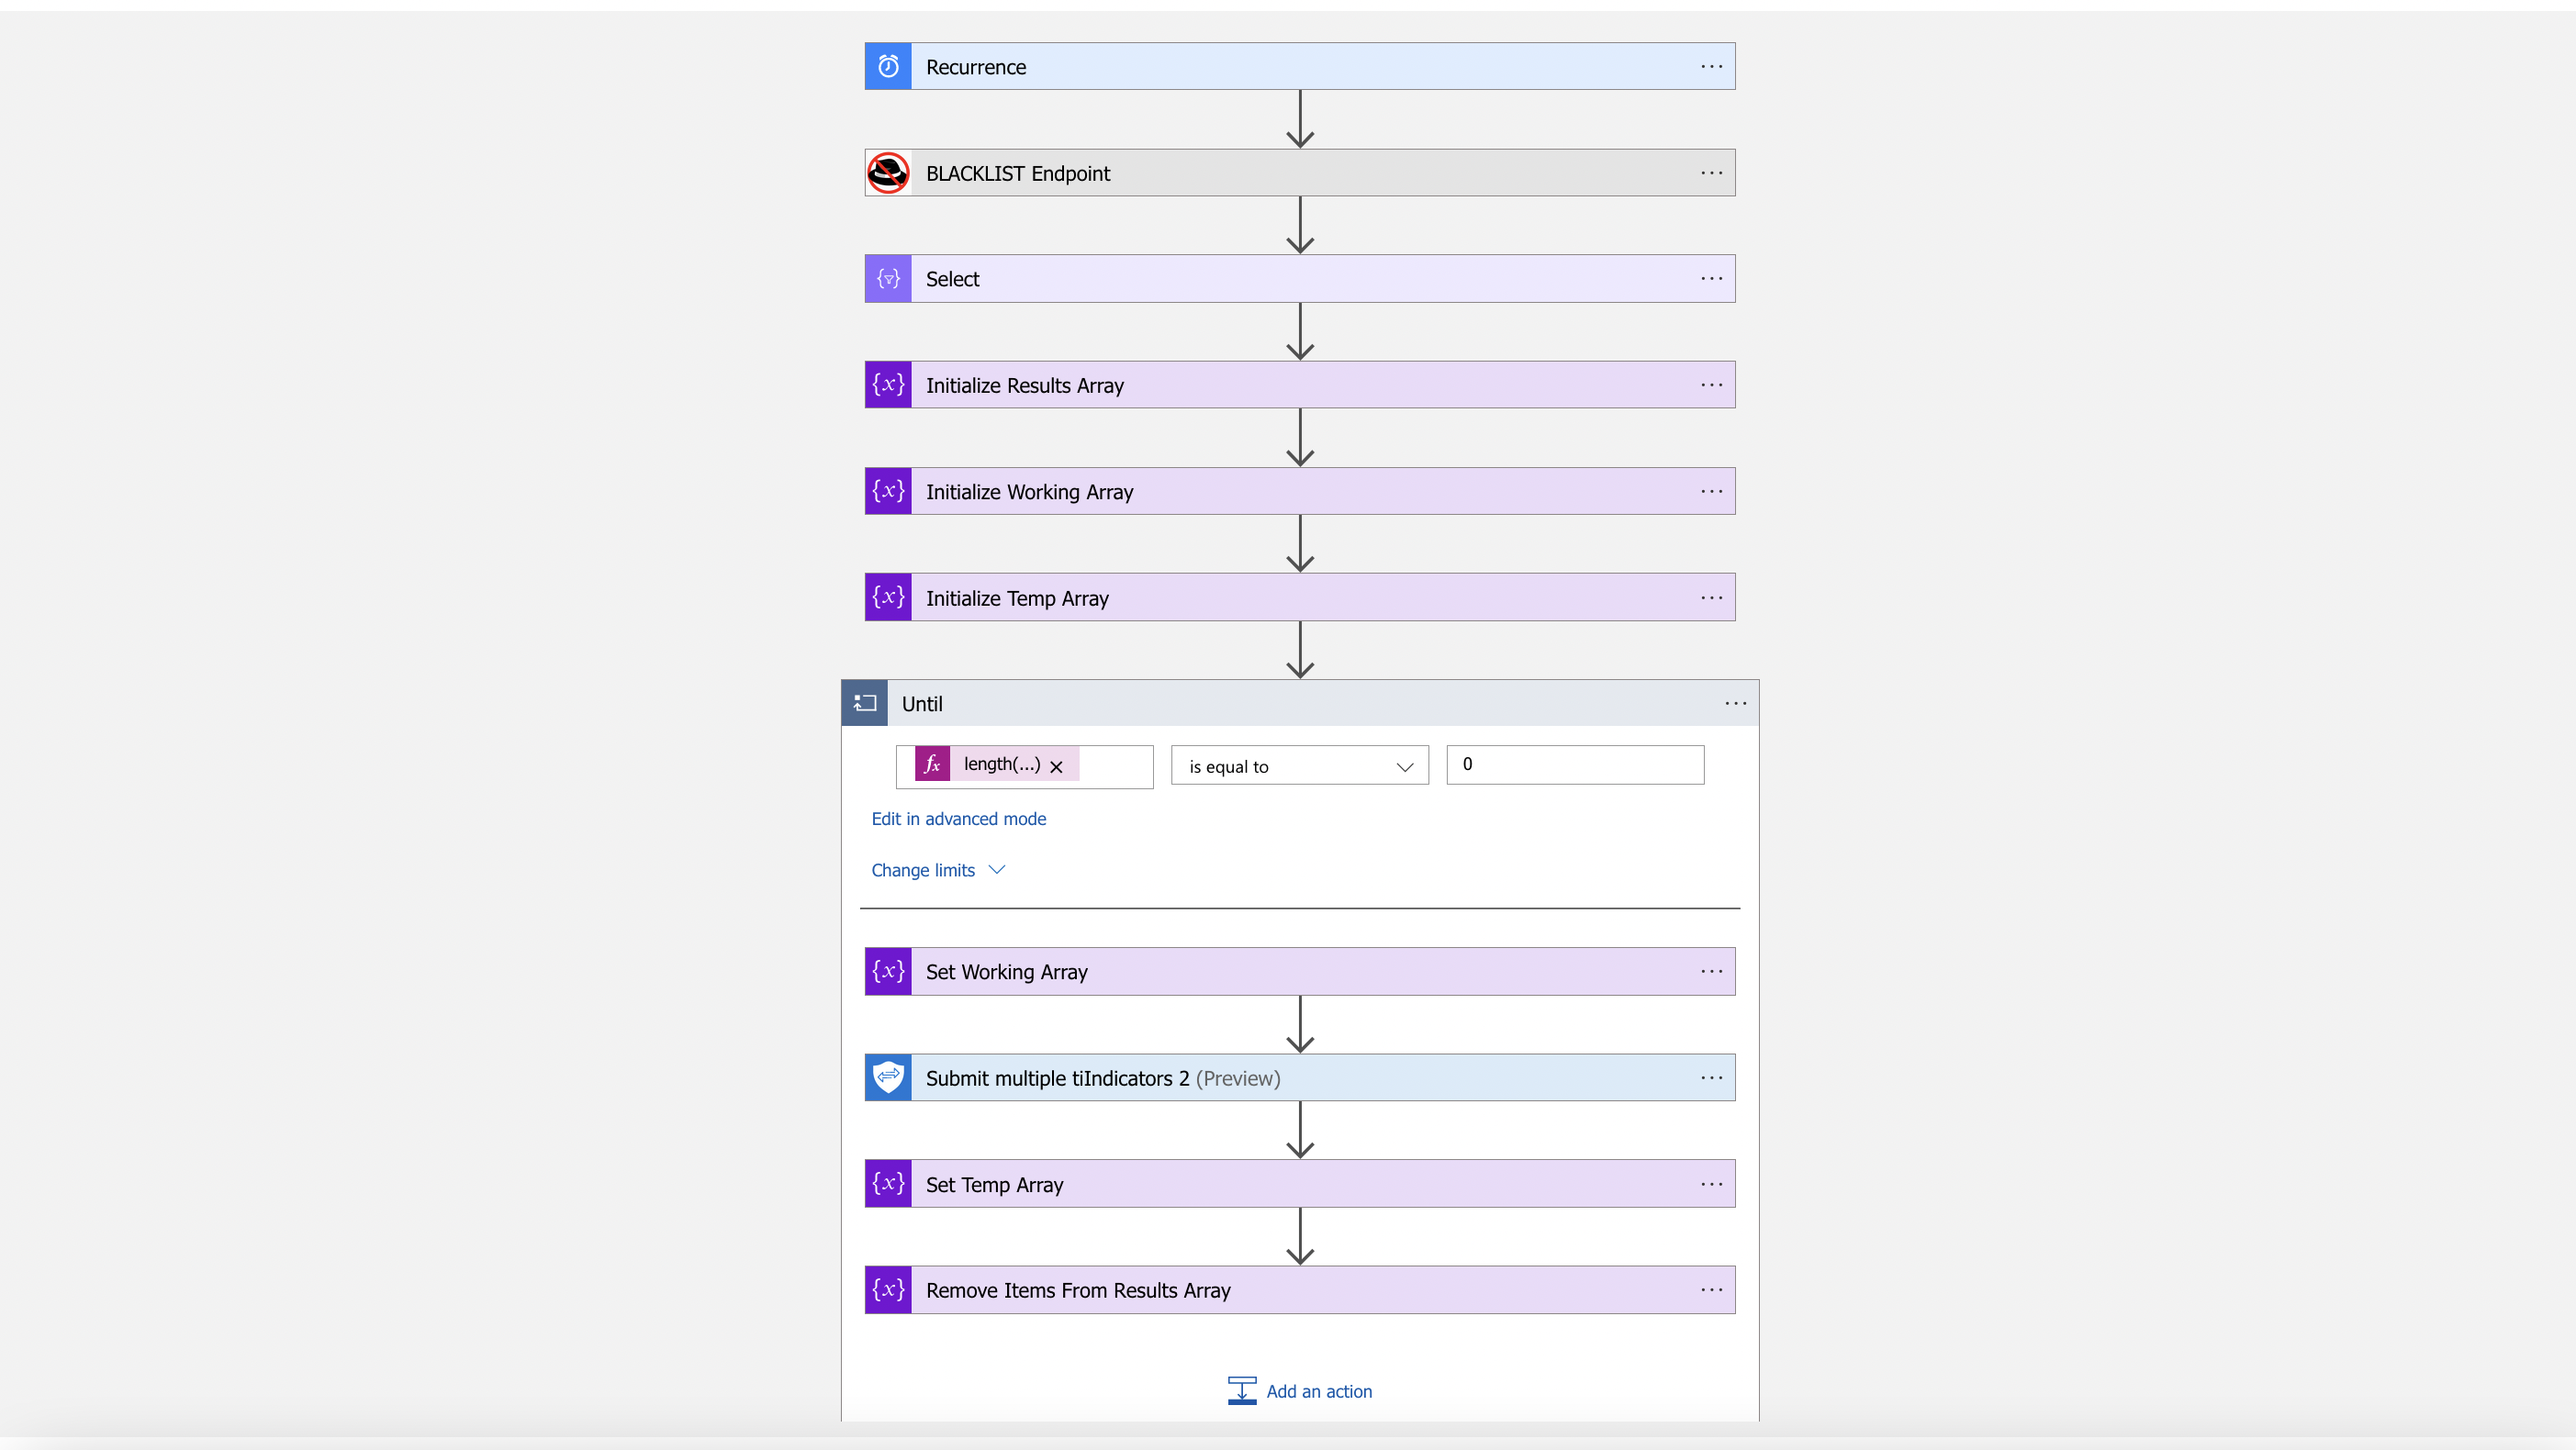 Recurrence
BLACKLIST Endpoint
Select
{x} Initialize Results Array
{x} Initialize Working Array
{x} Initialize Temp Array
Until
fx length(...) × is equal to 0
Edit in advanced mode
Change limits
{x} Set Working Array
Submit multiple tiIndicators 2 (Preview)
{x} Set Temp Array
{x} Remove Items From Results Array
Add an action